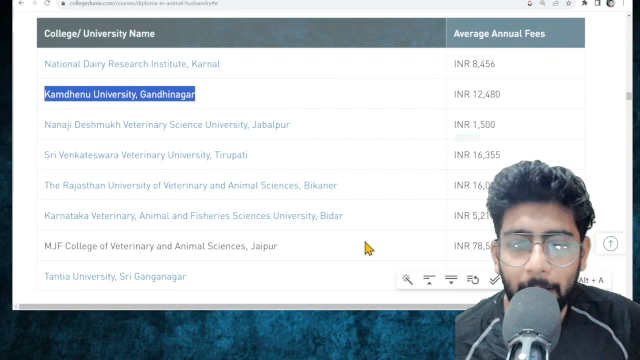 collegedunia.com/courses/diploma-in-animal-husbandry#e
College/ University Name Average Annual Fees
National Dairy Research Institute, Karnal INR 8,456
Kamdhenu University, Gandhinagar INR 12,480
Nanaji Deshmukh Veterinary Science University, Jabalpur INR 1,500
Sri Venkateswara Veterinary University, Tirupati INR 16,355
The Rajasthan University of Veterinary and Animal Sciences, Bikaner INR
Karnataka Veterinary, Animal and Fisheries Sciences University, Bidar INR
MJF College of Veterinary and Animal Sciences, Jaipur INR
Tantia University, Sri Ganganagar
Alt + A